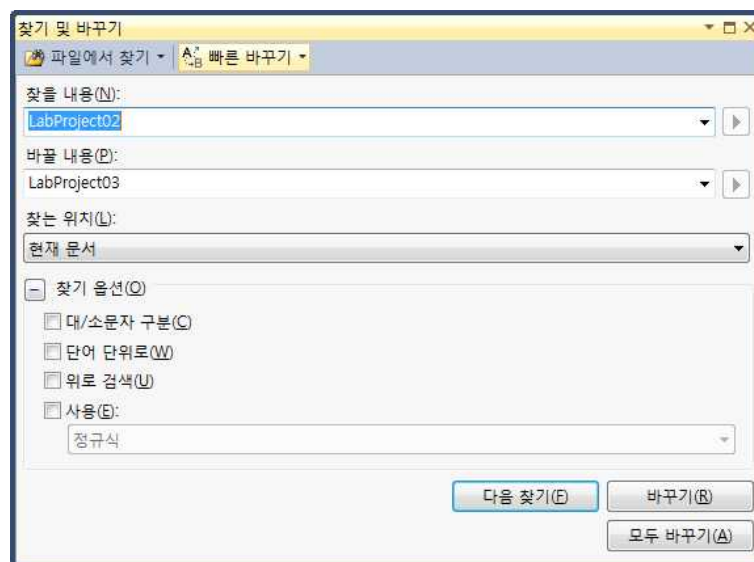 찾기 및 바꾸기
파일에서 찾기 A B 빠른 바꾸기
찾을 내용(N):
LabProject02
바꿀 내용(P):
LabProject03
찾는 위치(L):
현재 문서
찾기 옵션(O)
대/소문자 구분(C)
단어 단위로(W)
위로 검색(U)
사용(E):
정규식
다음 찾기(F) 바꾸기(R)
모두 바꾸기(A)